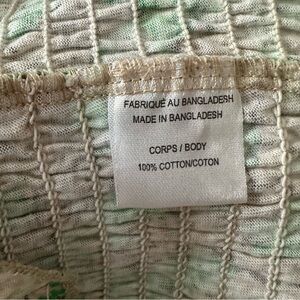 FABRIQUÉ AU BANGLADESH
MADE IN BANGLADESH
CORPS / BODY
100% COTTON/COTON